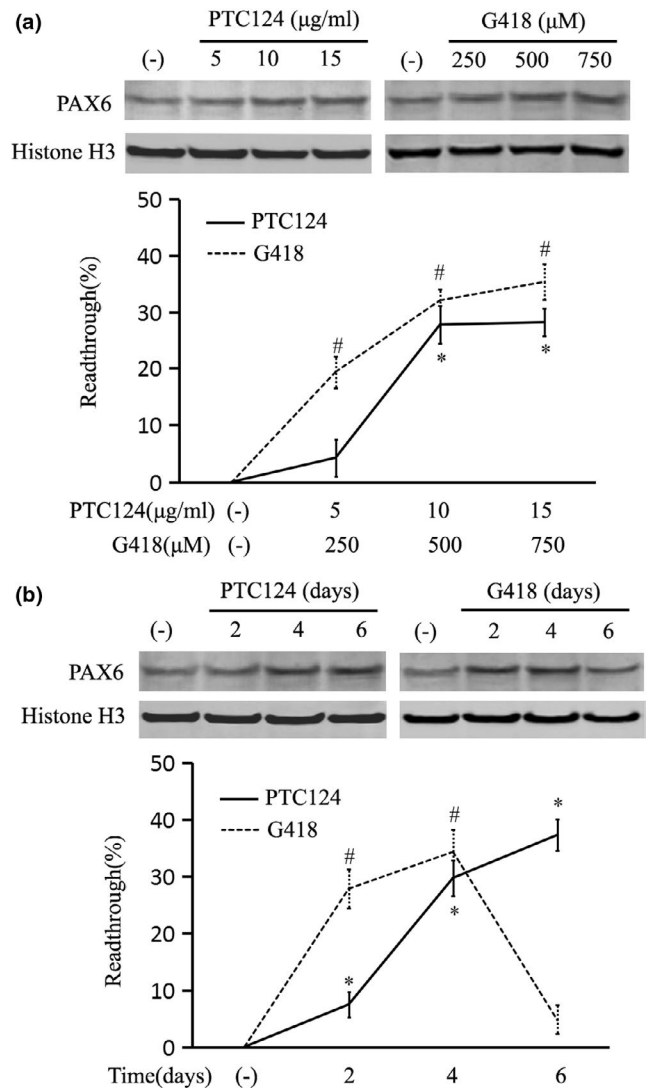 (a)
PTC124 (μg/ml)
G418 (μM)
(-) 5 10 15
(-) 250 500 750
PAX6
Histone H3
50
PTC124
40
G418
#
#
30
#
20
*
*
10
0
Readthrough(%)
PTC124(μg/ml) (-) 5 10 15
G418(μM) (-) 250 500 750
(b)
PTC124 (days)
G418 (days)
(-) 2 4 6
(-) 2 4 6
PAX6
Histone H3
50
PTC124
40
G418
*
#
#
30
20
*
*
10
0
Readthrough(%)
Time(days) (-) 2 4 6